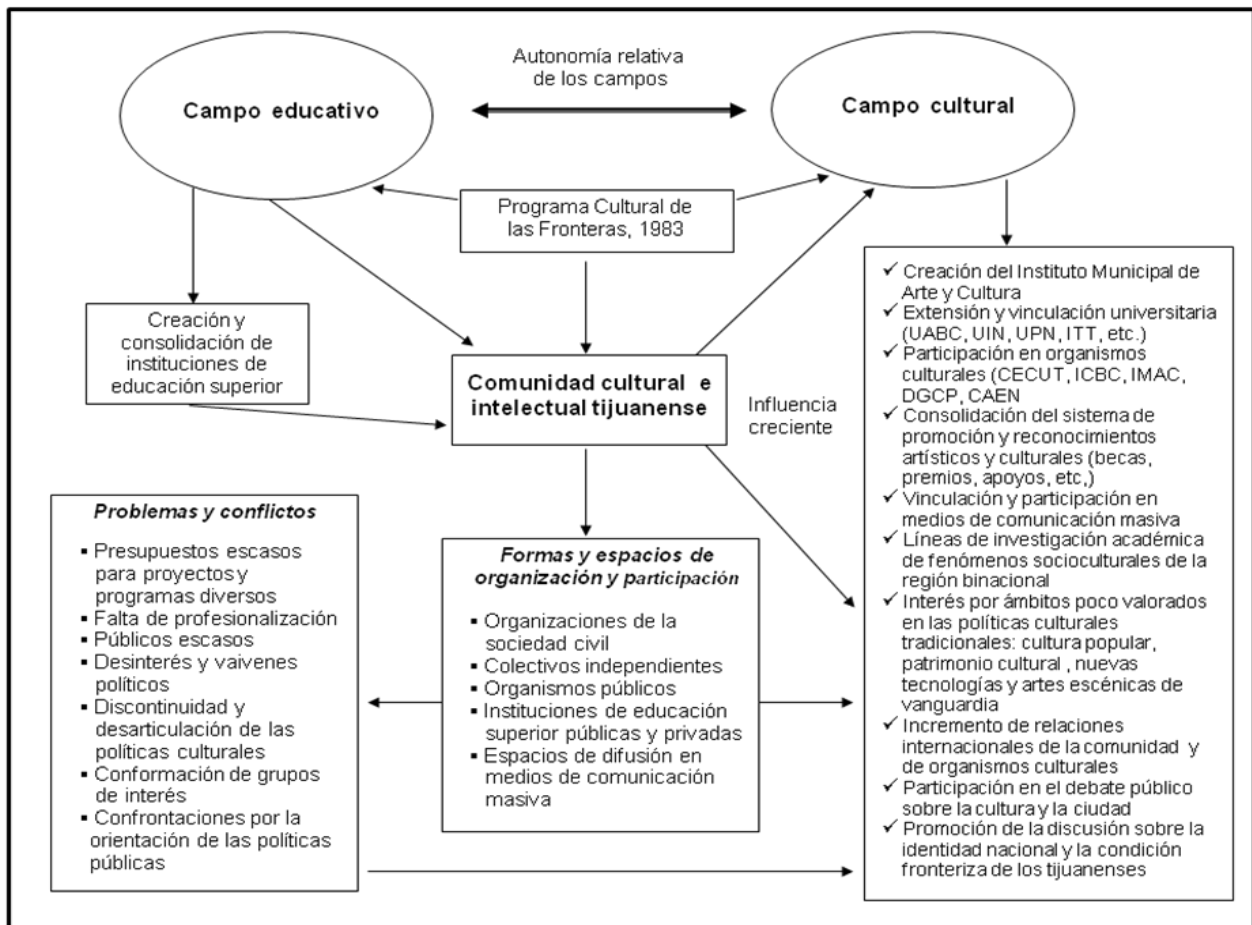 Autonomía relativa
de los campos
Campo educativo
Campo cultural
Programa Cultural de
las Fronteras, 1983
Creación y
consolidación de
instituciones de
educación superior
Comunidad cultural e
intelectual tijuanense
Influencia
creciente
Problemas y conflictos
▪ Presupuestos escasos
para proyectos y
programas diversos
▪ Falta de profesionalización
▪ Públicos escasos
▪ Desinterés y vaivenes
políticos
▪ Discontinuidad y
desarticulación de las
políticas culturales
▪ Conformación de grupos
de interés
▪ Confrontaciones por la
orientación de las políticas
públicas
Formas y espacios de
organización y participación
▪ Organizaciones de la
sociedad civil
▪ Colectivos independientes
▪ Organismos públicos
▪ Instituciones de educación
superior públicas y privadas
▪ Espacios de difusión en
medios de comunicación
masiva
✓ Creación del Instituto Municipal de
Arte y Cultura
✓ Extensión y vinculación universitaria
(UABC, UIN, UPN, ITT, etc.)
✓ Participación en organismos
culturales (CECUT, ICBC, IMAC,
DGCP, CAEN
✓ Consolidación del sistema de
promoción y reconocimientos
artísticos y culturales (becas,
premios, apoyos, etc,)
✓ Vinculación y participación en
medios de comunicación masiva
✓ Líneas de investigación académica
de fenómenos socioculturales de la
región binacional
✓ Interés por ámbitos poco valorados
en las políticas culturales
tradicionales: cultura popular,
patrimonio cultural , nuevas
tecnologías y artes escénicas de
vanguardia
✓ Incremento de relaciones
internacionales de la comunidad y
de organismos culturales
✓ Participación en el debate público
sobre la cultura y la ciudad
✓ Promoción de la discusión sobre la
identidad nacional y la condición
fronteriza de los tijuanenses